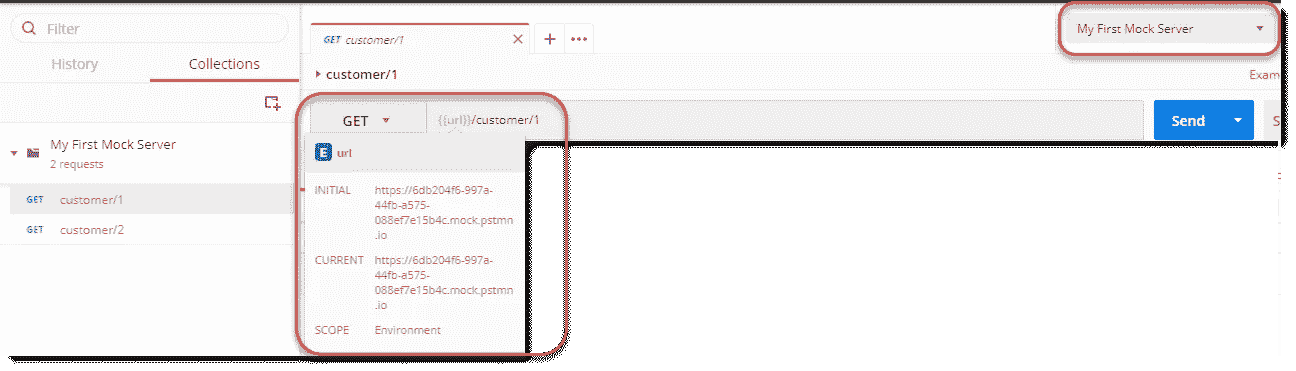 Filter
History
Collections
My First Mock Server
2 requests
GET customer/1
GET customer/2
GET customer/1
My First Mock Server
customer/1
Exam
GET
{{url}}/customer/1
Send
S
E url
INITIAL
https://6db204f6-997a-
44fb-a575-
088ef7e15b4c.mock.pstmn
.io
CURRENT
https://6db204f6-997a-
44fb-a575-
088ef7e15b4c.mock.pstmn
.io
SCOPE
Environment